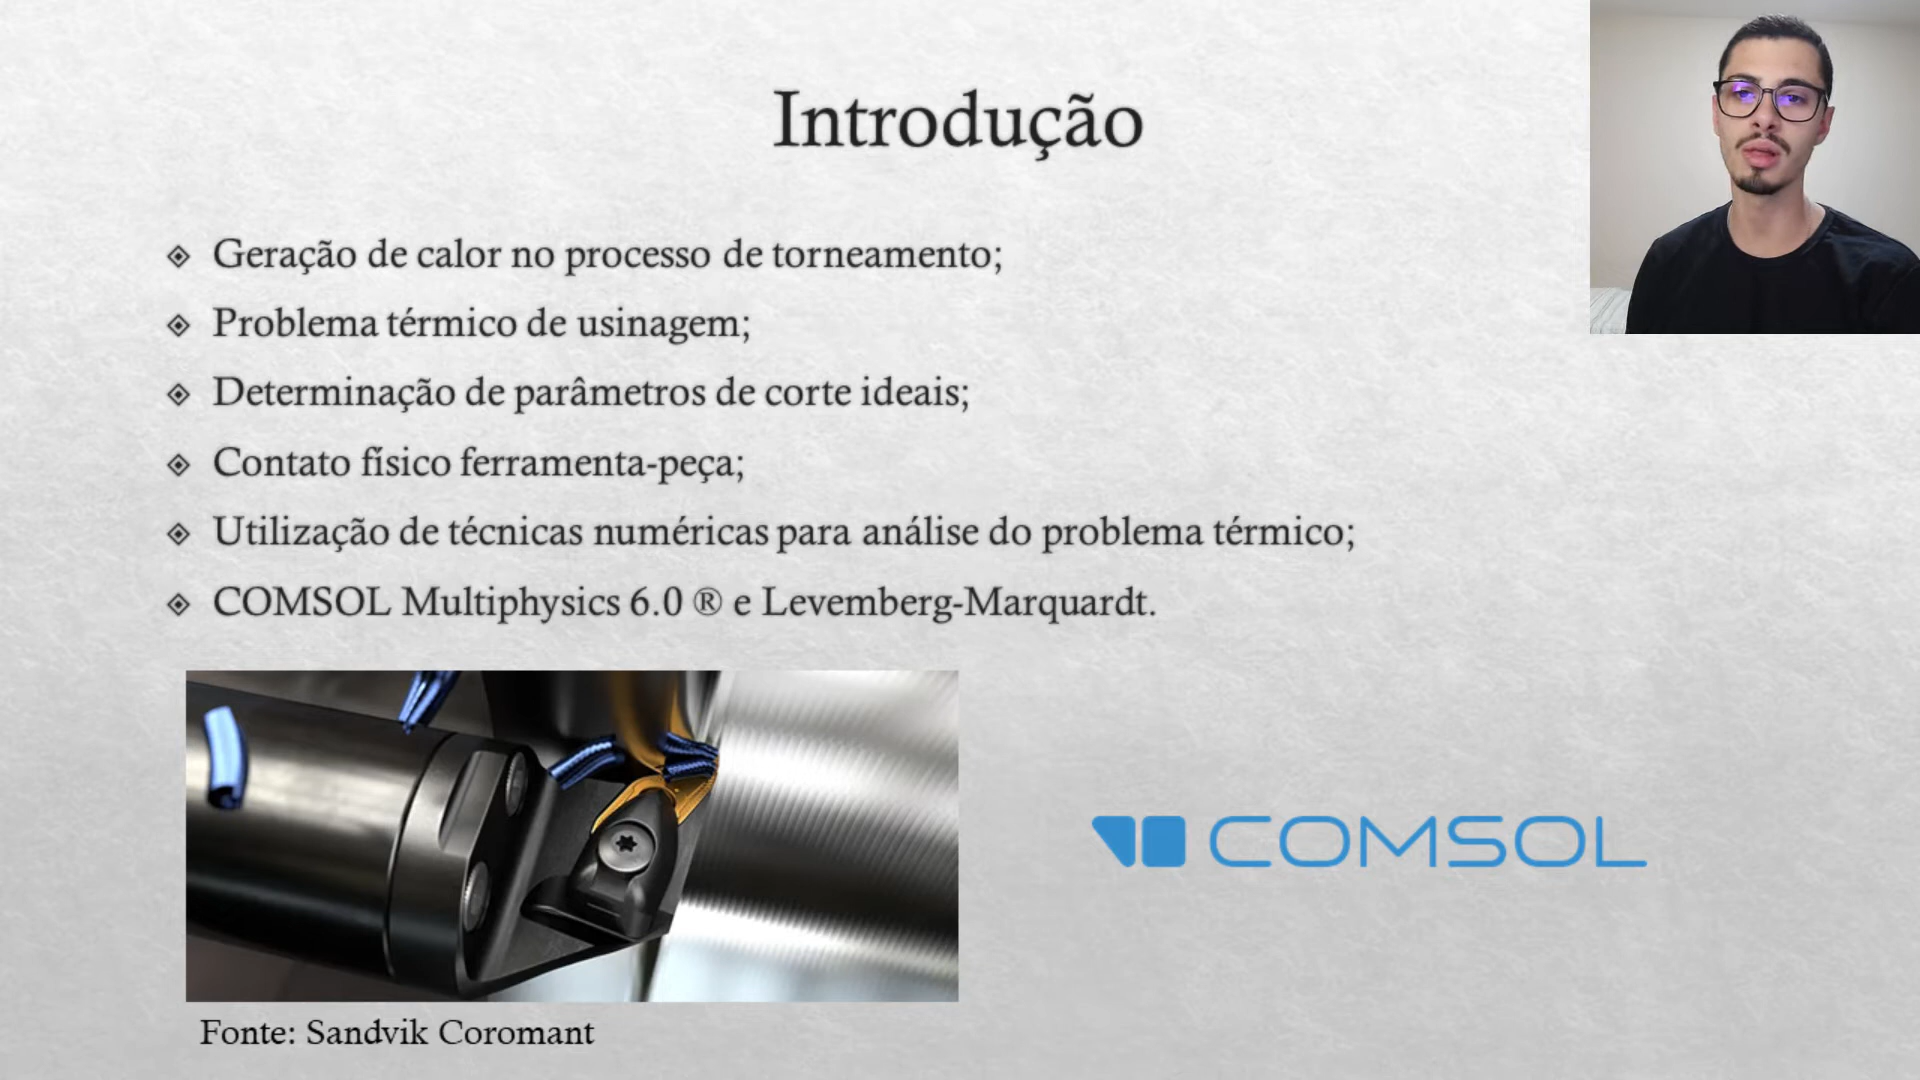 Introdução
Geração de calor no processo de torneamento;
Problema térmico de usinagem;
Determinação de parâmetros de corte ideais;
Contato físico ferramenta-peça;
Utilização de técnicas numéricas para análise do problema térmico;
COMSOL Multiphysics 6.0 ® e Levemberg-Marquardt.
COMSOL
Fonte: Sandvik Coromant